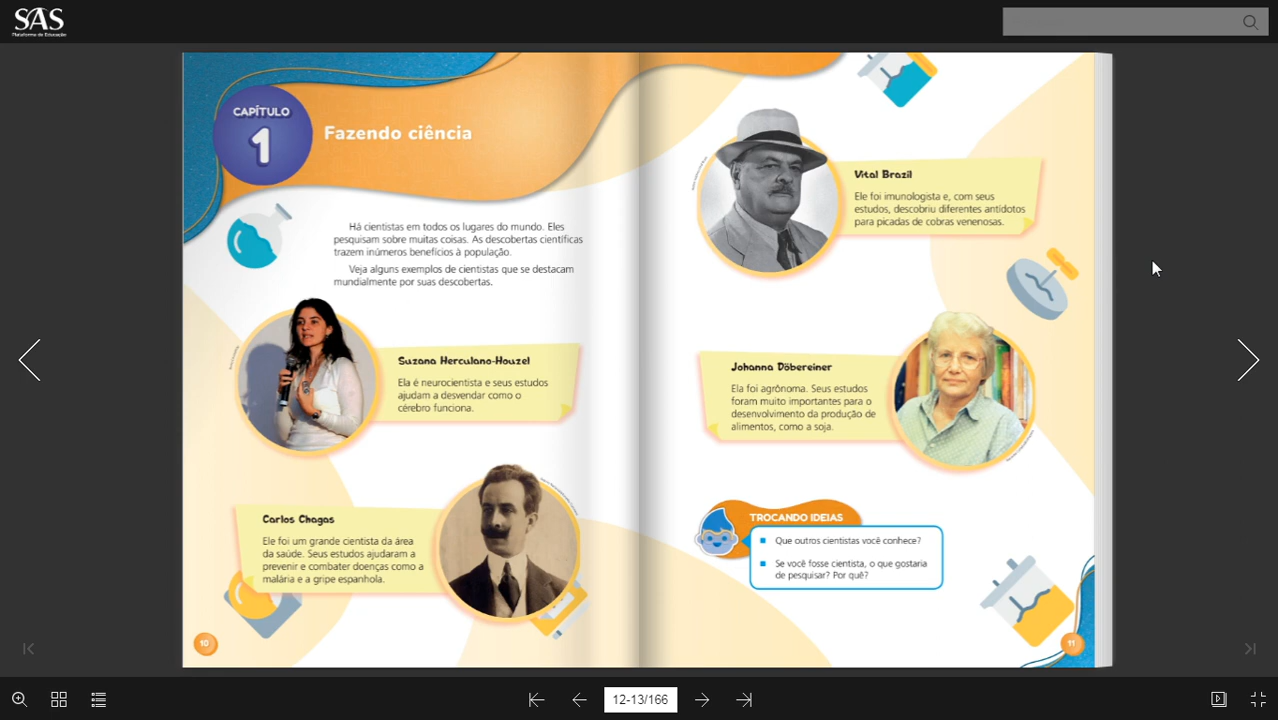 SAS
Plataforma de Educação
CAPÍTULO
1
Fazendo ciência
Há cientistas em todos os lugares do mundo. Eles
pesquisam sobre muitas coisas. As descobertas científicas
trazem inúmeros benefícios à população.
Veja alguns exemplos de cientistas que se destacam
mundialmente por suas descobertas.
Suzana Herculano-Houzel
Ela é neurocientista e seus estudos
ajudam a desvendar como o
cérebro funciona.
Carlos Chagas
Ele foi um grande cientista da área
da saúde. Seus estudos ajudaram a
prevenir e combater doenças como a
malária e a gripe espanhola.
10
Vital Brazil
Ele foi imunologista e, com seus
estudos, descobriu diferentes antídotos
para picadas de cobras venenosas.
Johanna Döbereiner
Ela foi agrônoma. Seus estudos
foram muito importantes para o
desenvolvimento da produção de
alimentos, como a soja.
TROCANDO IDEIAS
Que outros cientistas você conhece?
Se você fosse cientista, o que gostaria
de pesquisar? Por quê?
11
12-13/166